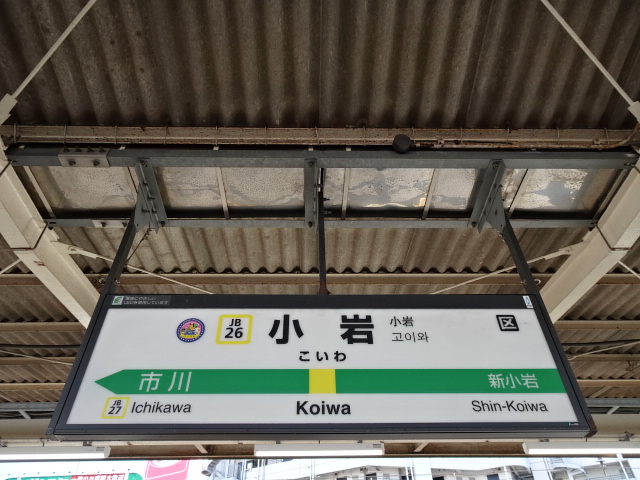 JB
26
小岩
小岩
고이와
区
こいわ
市川
新小岩
JB
27
Ichikawa
Koiwa
Shin-Koiwa